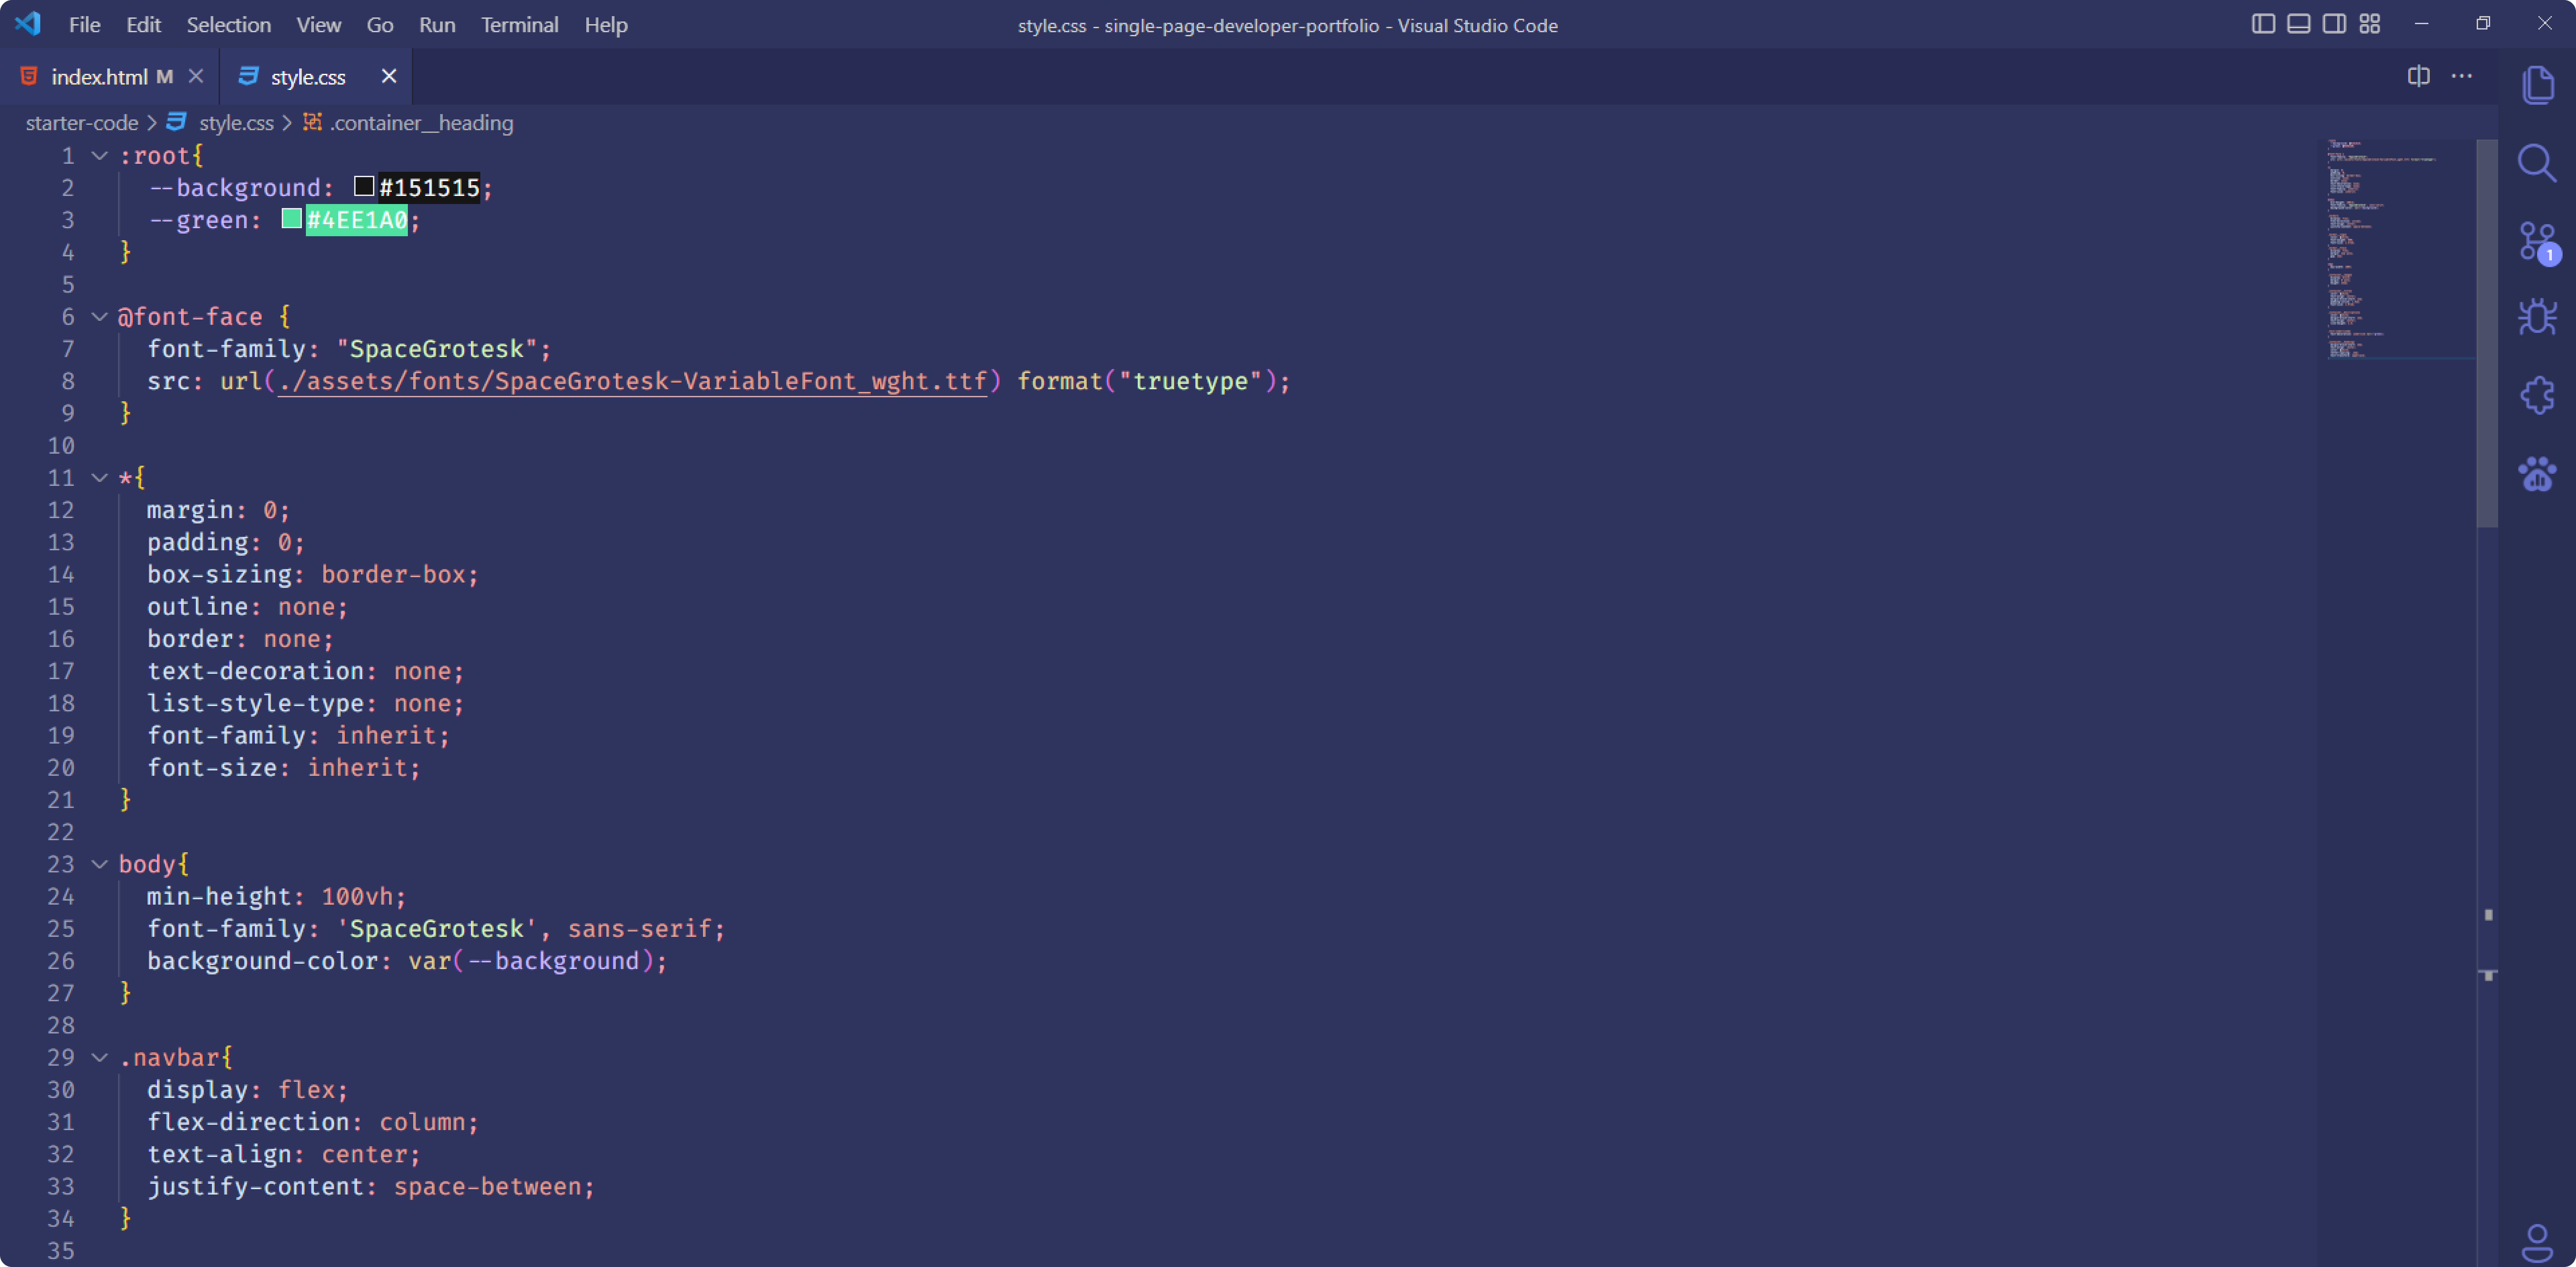 File Edit Selection View Go Run Terminal Help style.css - single-page-developer-portfolio - Visual Studio Code
index.html M style.css
starter-code > style.css > .container__heading
1 :root{
2 --background: #151515;
3 --green: #4EE1A0;
4 }
5
6 @font-face {
7 font-family: "SpaceGrotesk";
8 src: url(./assets/fonts/SpaceGrotesk-VariableFont_wght.ttf) format("truetype");
9 }
10
11 *{
12 margin: 0;
13 padding: 0;
14 box-sizing: border-box;
15 outline: none;
16 border: none;
17 text-decoration: none;
18 list-style-type: none;
19 font-family: inherit;
20 font-size: inherit;
21 }
22
23 body{
24 min-height: 100vh;
25 font-family: 'SpaceGrotesk', sans-serif;
26 background-color: var(--background);
27 }
28
29 .navbar{
30 display: flex;
31 flex-direction: column;
32 text-align: center;
33 justify-content: space-between;
34 }
35
1